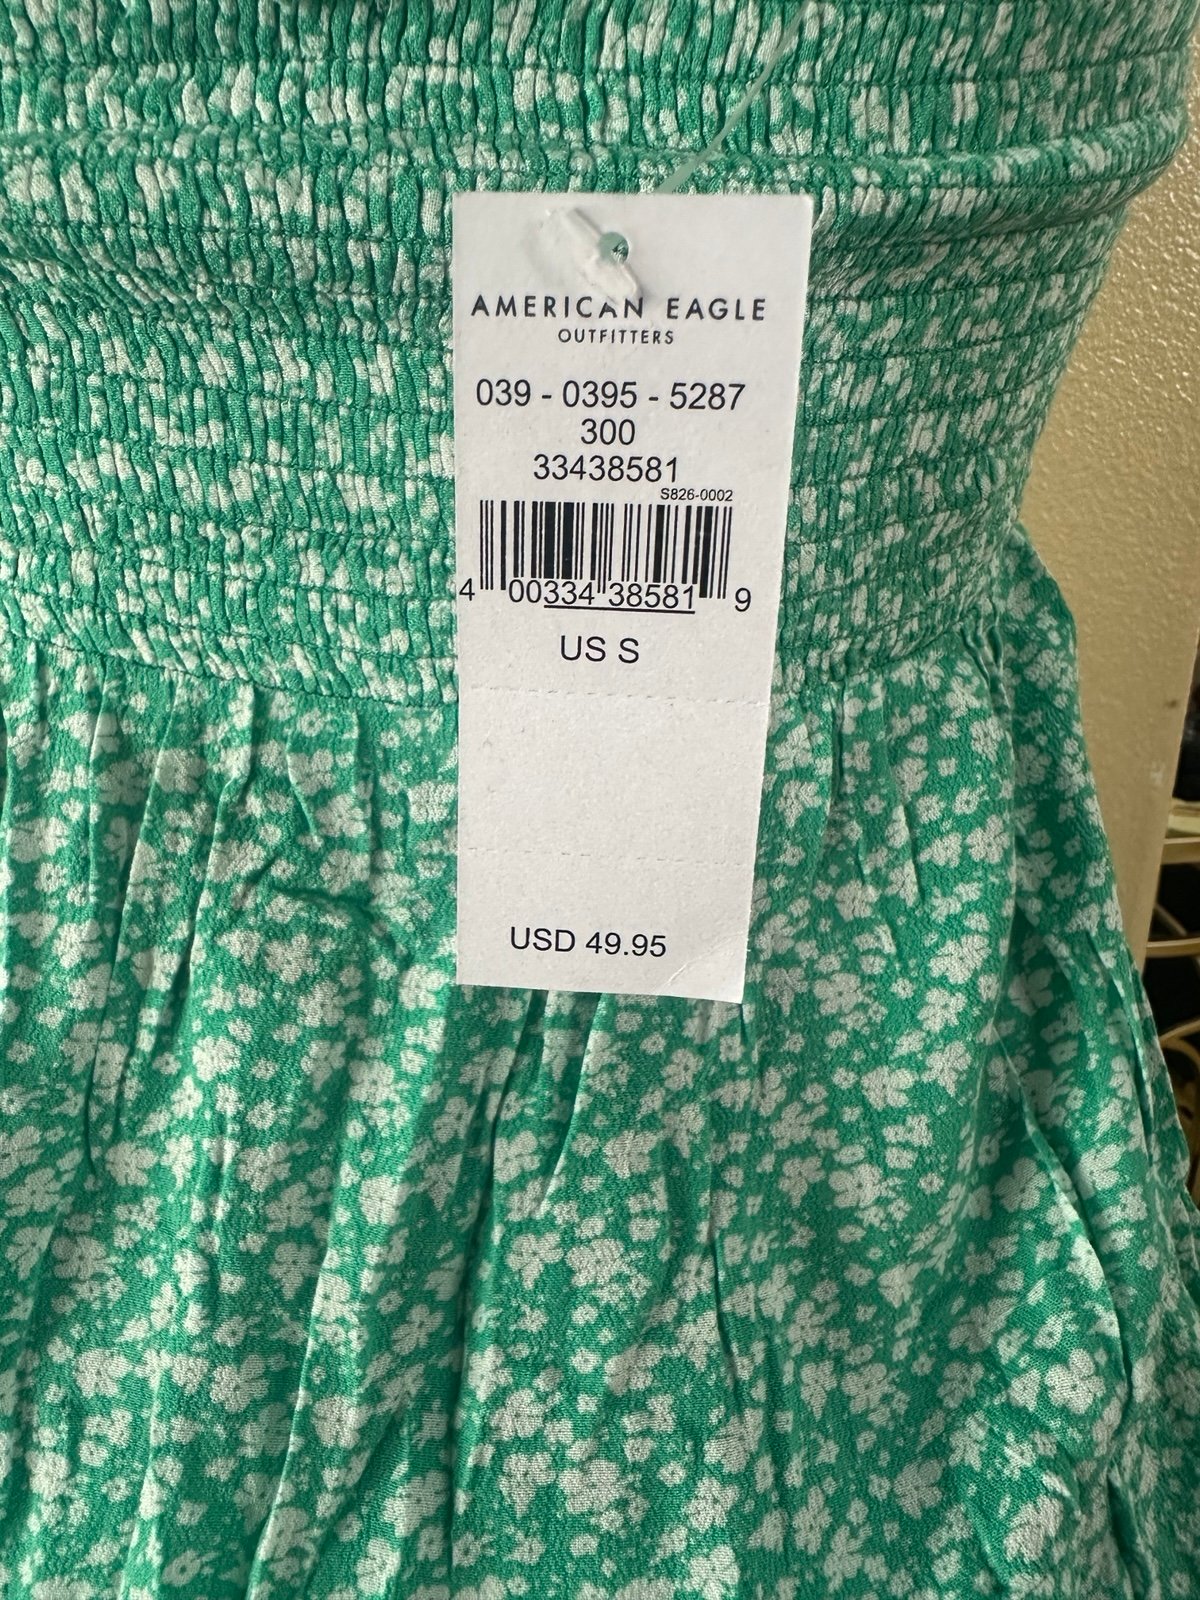 AMERICAN EAGLE
OUTFITTERS
039 - 0395 - 5287
300
33438581
S826-0002
4 00334 38581 9
US S
USD 49.95